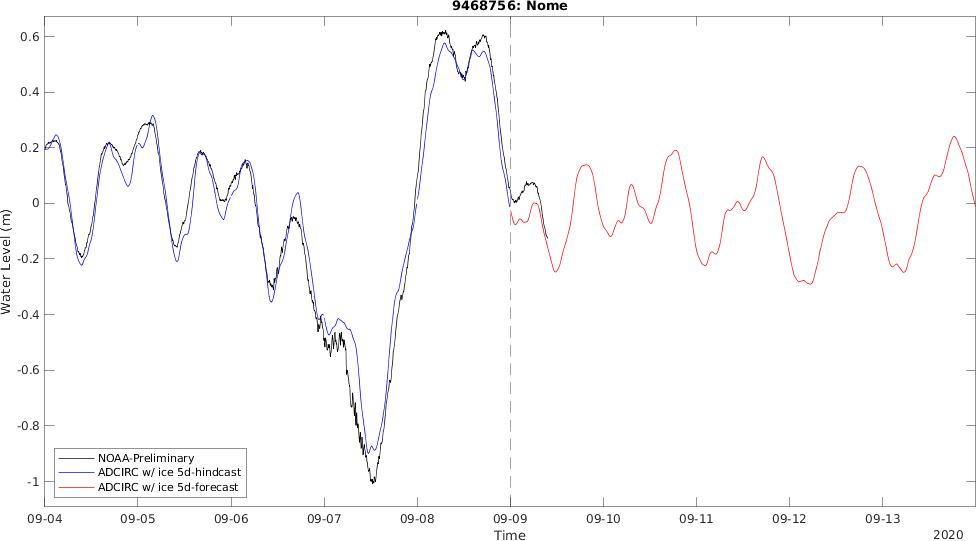 9468756: Nome
0.6
0.4
0.2
0
-0.2
-0.4
-0.6
-0.8
-1
Water Level (m)
NOAA-Preliminary
ADCIRC w/ ice 5d-hindcast
ADCIRC w/ ice 5d-forecast
09-04 09-05 09-06 09-07 09-08 09-09 09-10 09-11 09-12 09-13
Time
2020